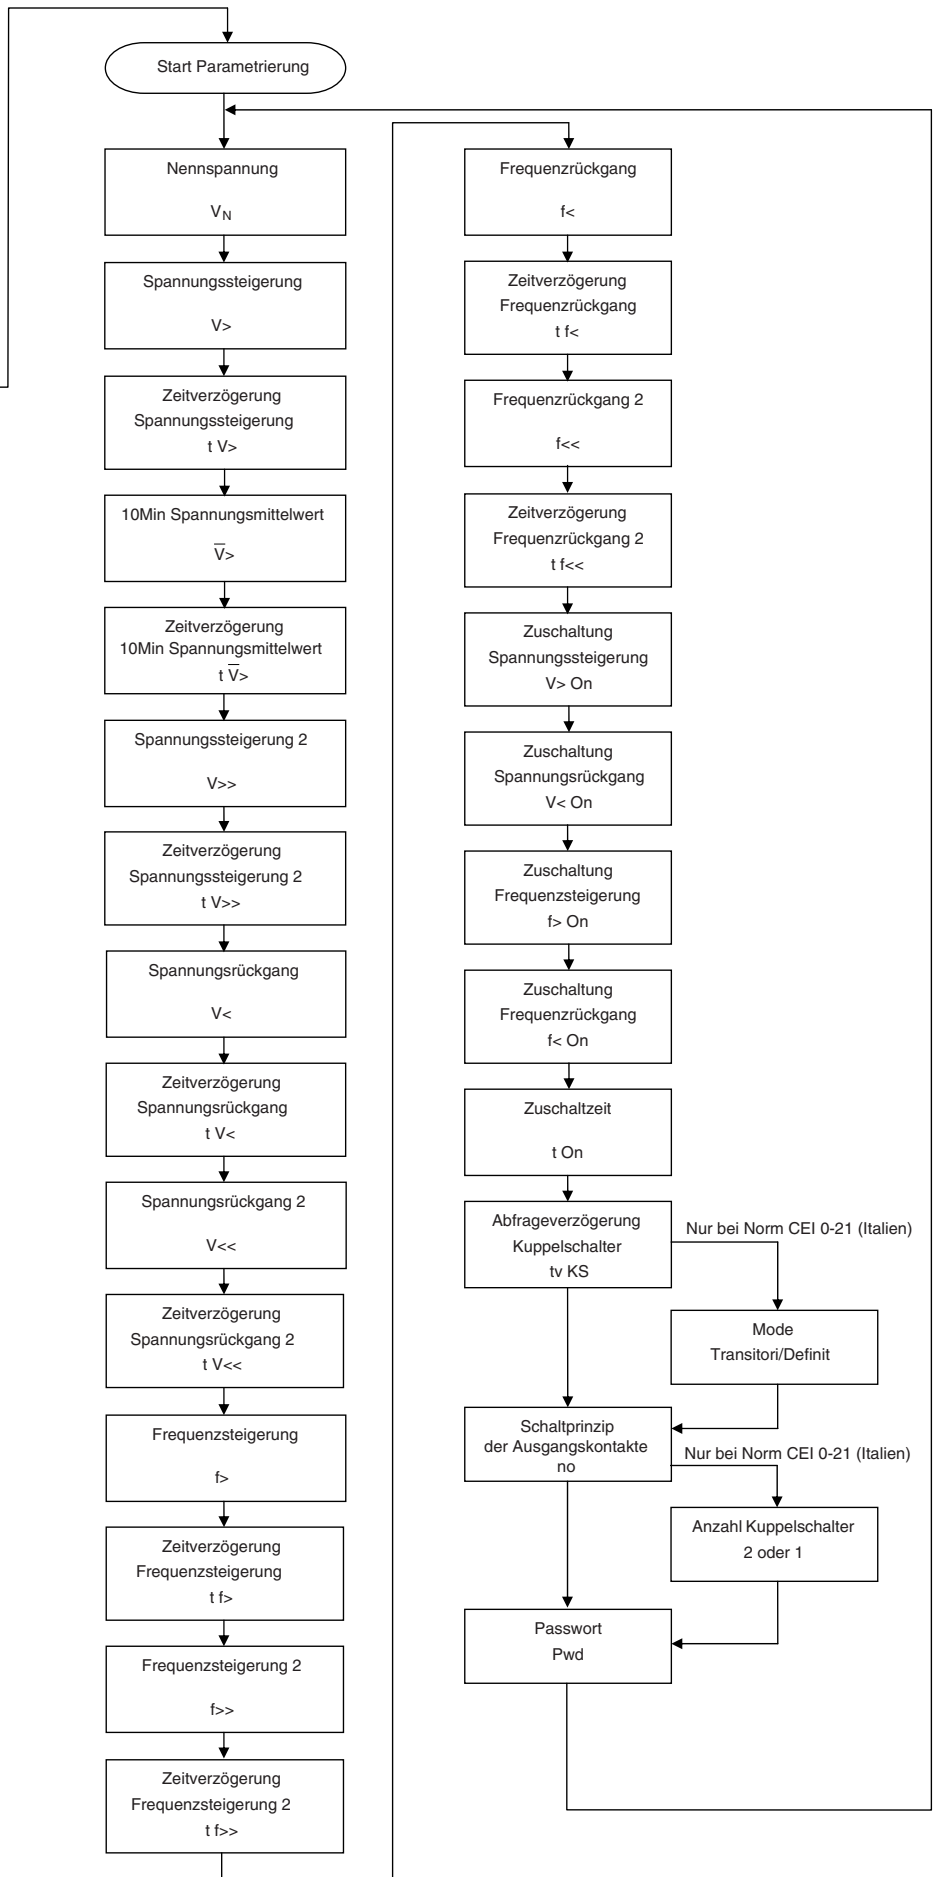 Start Parametrierung
Nennspannung
VN
Spannungssteigerung
V>
Zeitverzögerung
Spannungssteigerung
t V>
10Min Spannungsmittelwert
V̅>
Zeitverzögerung
10Min Spannungsmittelwert
t V̅>
Spannungssteigerung 2
V>>
Zeitverzögerung
Spannungssteigerung 2
t V>>
Spannungsrückgang
V<
Zeitverzögerung
Spannungsrückgang
t V<
Spannungsrückgang 2
V<<
Zeitverzögerung
Spannungsrückgang 2
t V<<
Frequenzsteigerung
f>
Zeitverzögerung
Frequenzsteigerung
t f>
Frequenzsteigerung 2
f>>
Zeitverzögerung
Frequenzsteigerung 2
t f>>
Frequenzrückgang
f<
Zeitverzögerung
Frequenzrückgang
t f<
Frequenzrückgang 2
f<<
Zeitverzögerung
Frequenzrückgang 2
t f<<
Zuschaltung
Spannungssteigerung
V> On
Zuschaltung
Spannungsrückgang
V< On
Zuschaltung
Frequenzsteigerung
f> On
Zuschaltung
Frequenzrückgang
f< On
Zuschaltzeit
t On
Abfrageverzögerung
Kuppelschalter
tv KS
Nur bei Norm CEI 0-21 (Italien)
Mode
Transitori/Definit
Schaltprinzip
der Ausgangskontakte
no
Nur bei Norm CEI 0-21 (Italien)
Anzahl Kuppelschalter
2 oder 1
Passwort
Pwd